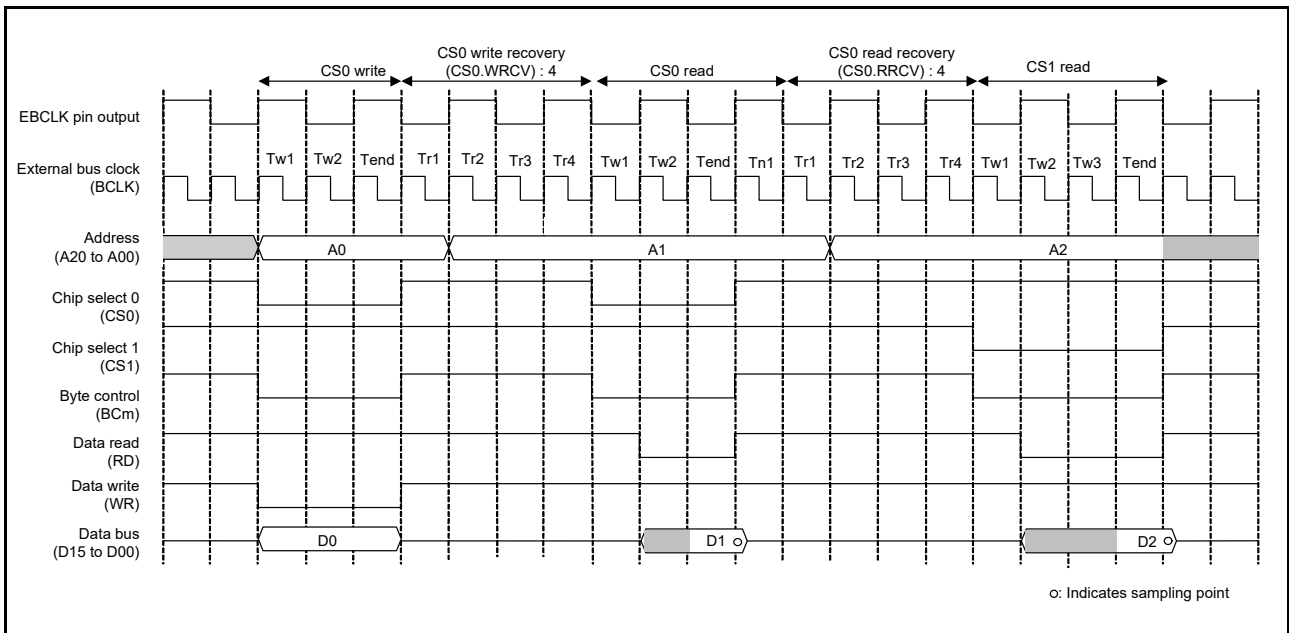 CS0 write
CS0 write recovery
(CS0.WRCV) : 4
CS0 read
CS0 read recovery
(CS0.RRCV) : 4
CS1 read
EBCLK pin output
External bus clock
(BCLK)
Tw1 Tw2 Tend Tr1 Tr2 Tr3 Tr4 Tw1 Tw2 Tend Tn1 Tr1 Tr2 Tr3 Tr4 Tw1 Tw2 Tw3 Tend
Address
(A20 to A00)
A0 A1 A2
Chip select 0
(CS0)
Chip select 1
(CS1)
Byte control
(BCm)
Data read
(RD)
Data write
(WR)
Data bus
(D15 to D00)
D0 D1 D2
o: Indicates sampling point